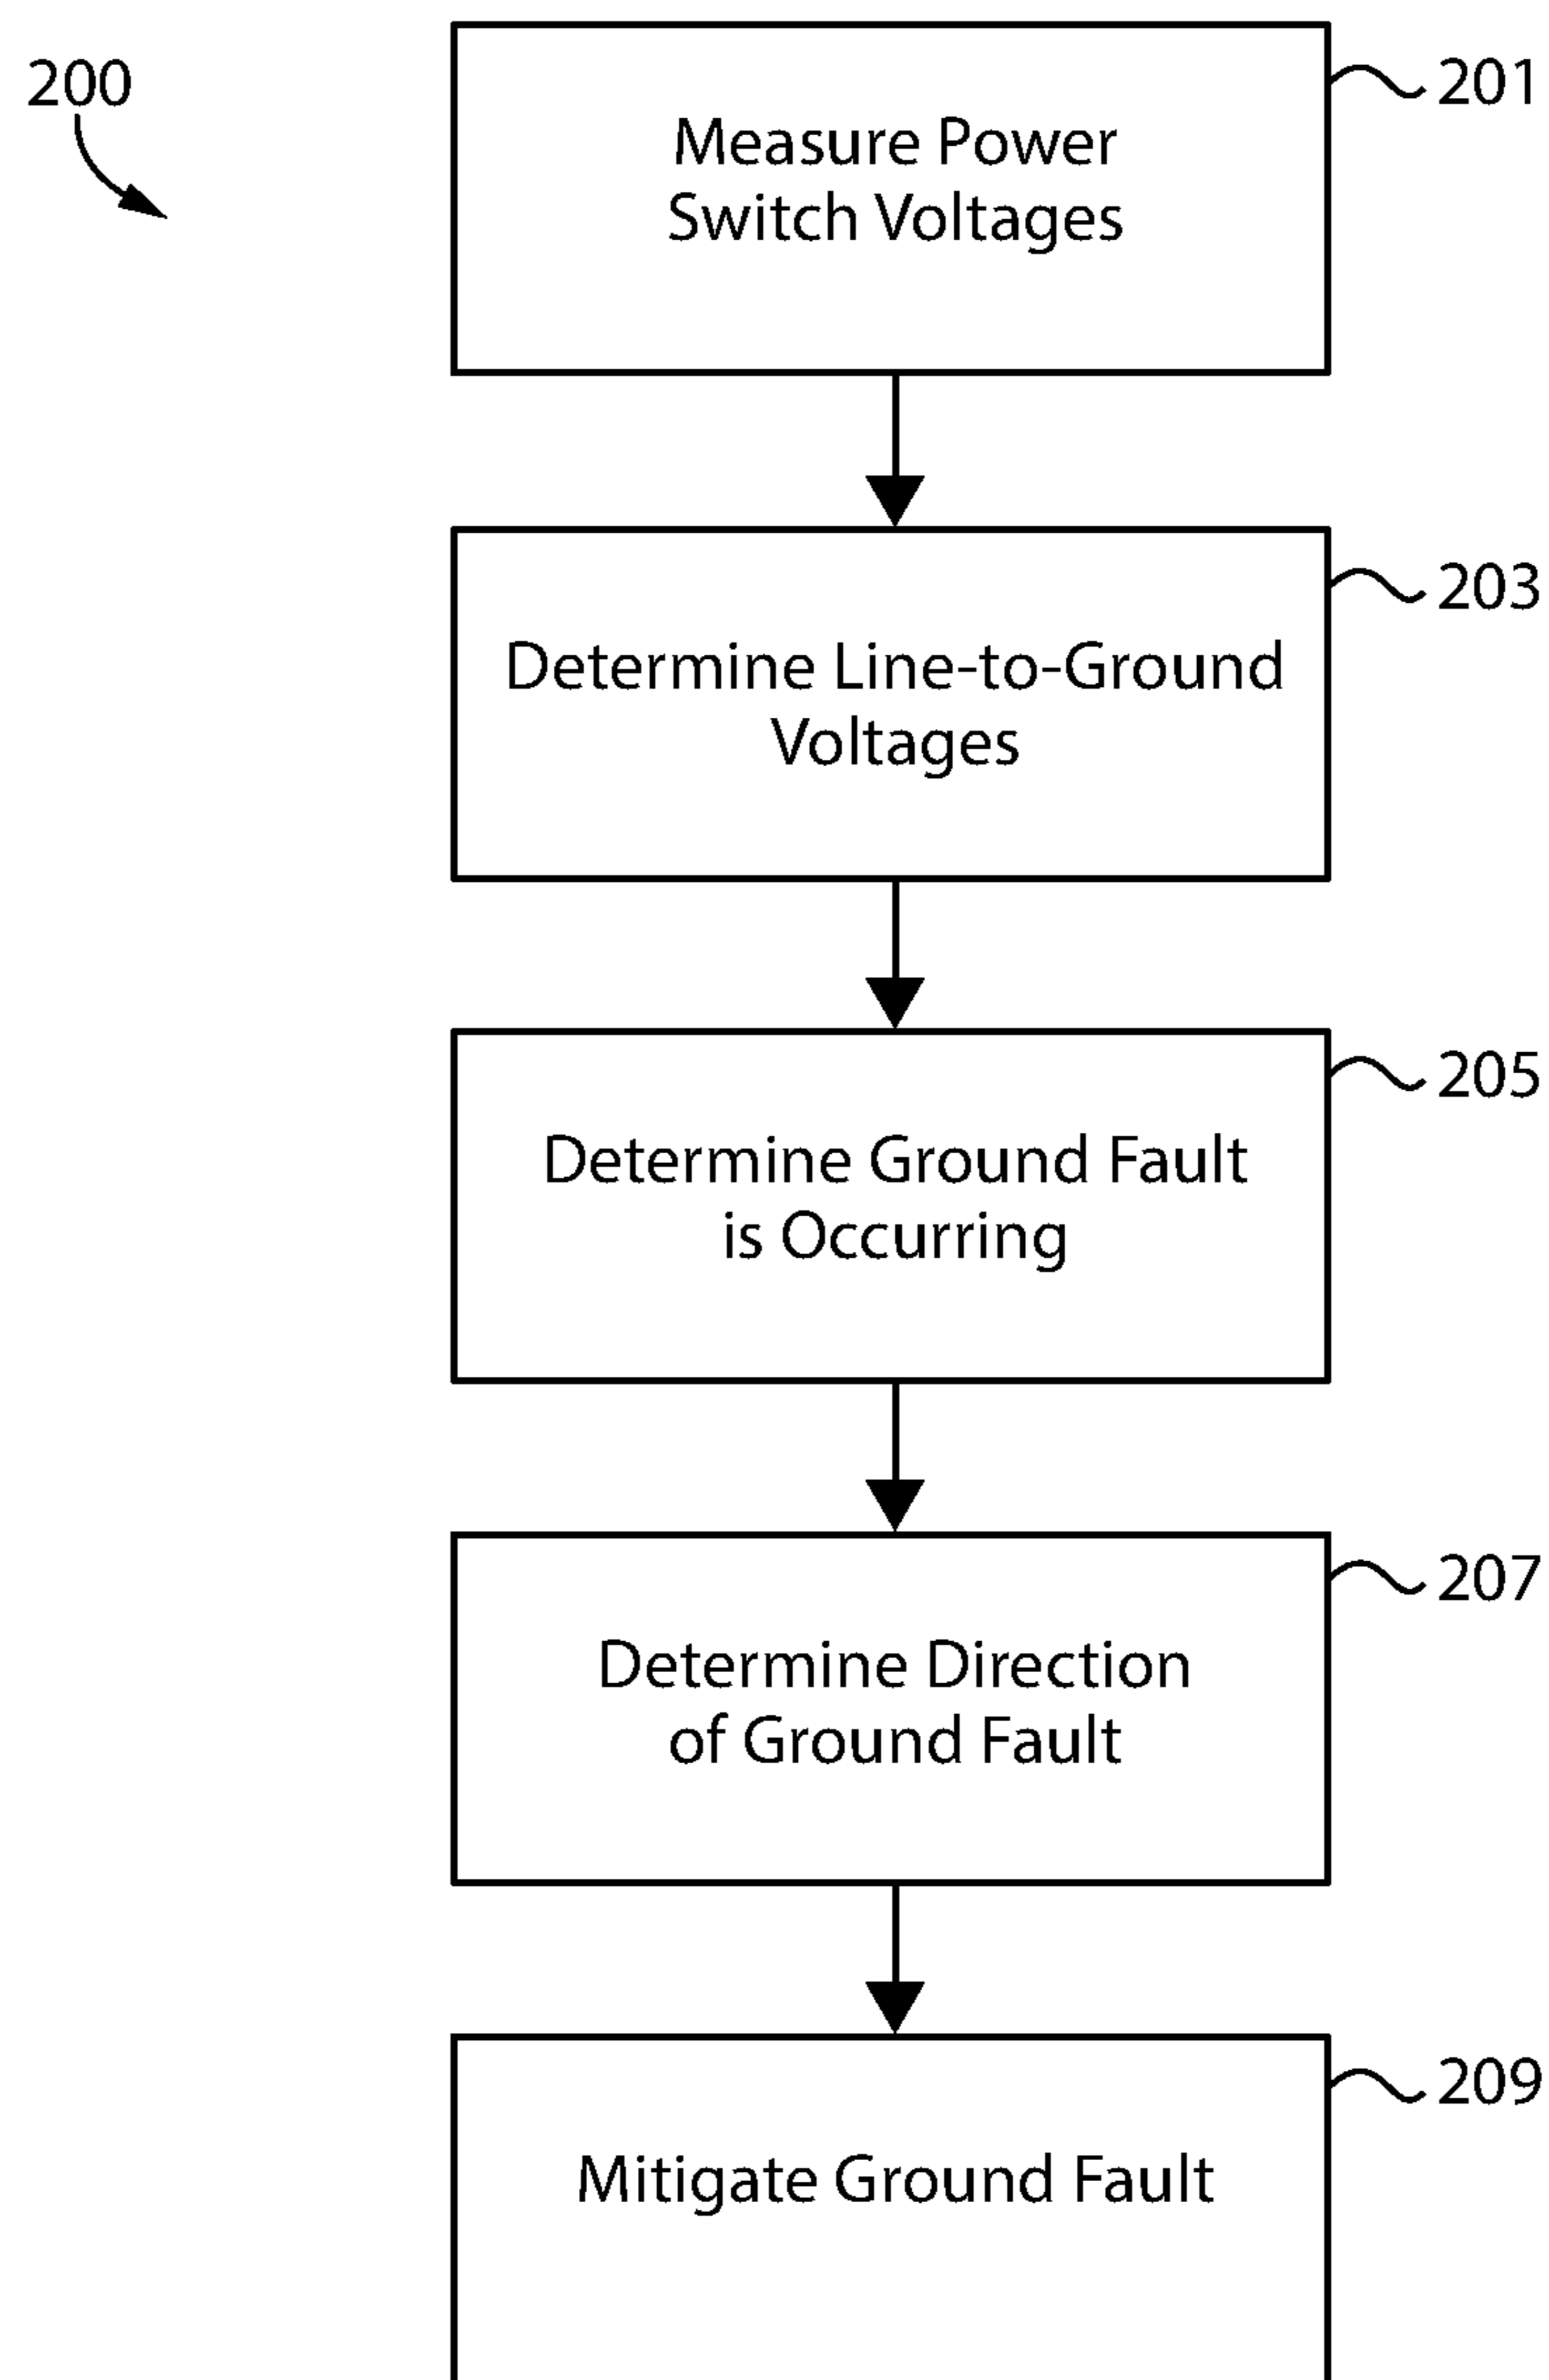 200
Measure Power
Switch Voltages
201
Determine Line-to-Ground
Voltages
203
Determine Ground Fault
is Occurring
205
Determine Direction
of Ground Fault
207
Mitigate Ground Fault
209